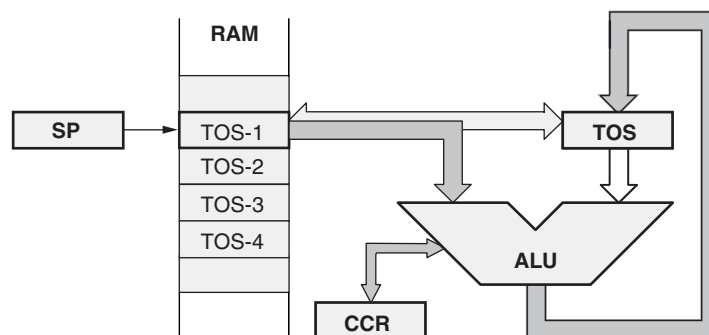 RAM
SP
TOS-1
TOS
TOS-2
TOS-3
TOS-4
ALU
CCR